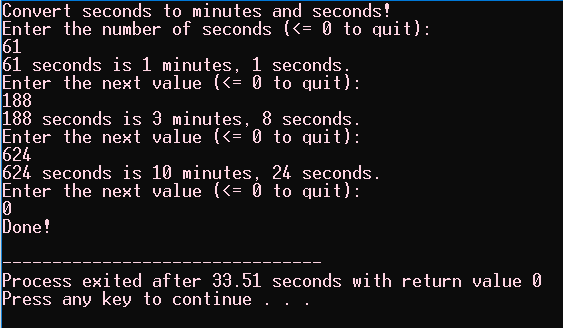 Convert seconds to minutes and seconds!
Enter the number of seconds (<= 0 to quit):
61
61 seconds is 1 minutes, 1 seconds.
Enter the next value (<= 0 to quit):
188
188 seconds is 3 minutes, 8 seconds.
Enter the next value (<= 0 to quit):
624
624 seconds is 10 minutes, 24 seconds.
Enter the next value (<= 0 to quit):
0
Done!
--------------------------------
Process exited after 33.51 seconds with return value 0
Press any key to continue . . .